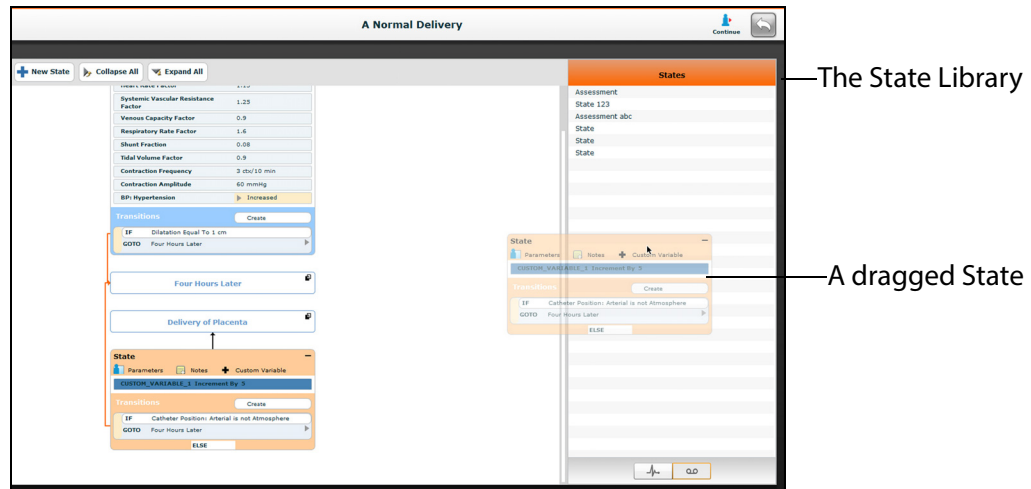 A Normal Delivery
Continue
New State
Collapse All
Expand All
States
The State Library
Heart Rate Factor 1.15
Systemic Vascular Resistance
Factor
1.25
Venous Capacity Factor 0.9
Respiratory Rate Factor 1.6
Shunt Fraction 0.08
Tidal Volume Factor 0.9
Contraction Frequency 3 ctx/10 min
Contraction Amplitude 60 mmHg
BP: Hypertension Increased
Transitions Create
IF Dilatation Equal To 1 cm
GOTO Four Hours Later
Four Hours Later
Delivery of Placenta
State
Parameters Notes Custom Variable
CUSTOM_VARIABLE_1 Increment By 5
Transitions Create
IF Catheter Position: Arterial is not Atmosphere
GOTO Four Hours Later
ELSE
Assessment
State 123
Assessment abc
State
State
State
State
Parameters Notes Custom Variable
CUSTOM_VARIABLE_1 Increment By 5
Transitions Create
IF Catheter Position: Arterial is not Atmosphere
GOTO Four Hours Later
ELSE
A dragged State